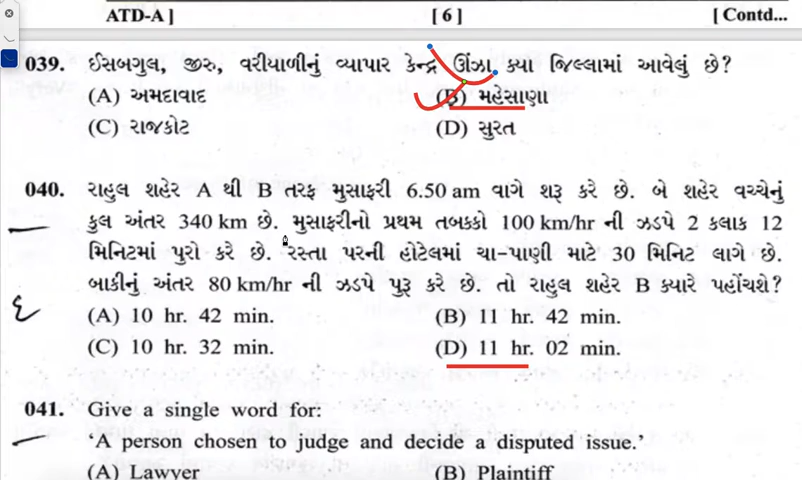 ATD-A ] [ 6 ] [ Contd...
039. ઈસબગુલ, જીરુ, વરીયાળીનું વ્યાપાર કેન્દ્ર ઊંઝા ક્યા જિલ્લામાં આવેલું છે?
(A) અમદાવાદ (B) મહેસાણા
(C) રાજકોટ (D) સુરત
040. રાહુલ શહેર A થી B તરફ મુસાફરી 6.50 am વાગે શરૂ કરે છે. બે શહેર વચ્ચેનું
કુલ અંતર 340 km છે. મુસાફરીનો પ્રથમ તબક્કો 100 km/hr ની ઝડપે 2 કલાક 12
મિનિટમાં પુરો કરે છે. રસ્તા પરની હોટેલમાં ચા-પાણી માટે 30 મિનિટ લાગે છે.
બાકીનું અંતર 80 km/hr ની ઝડપે પુરૂ કરે છે. તો રાહુલ શહેર B ક્યારે પહોંચશે?
(A) 10 hr. 42 min. (B) 11 hr. 42 min.
(C) 10 hr. 32 min. (D) 11 hr. 02 min.
041. Give a single word for:
‘A person chosen to judge and decide a disputed issue.’
(A) Lawyer (B) Plaintiff